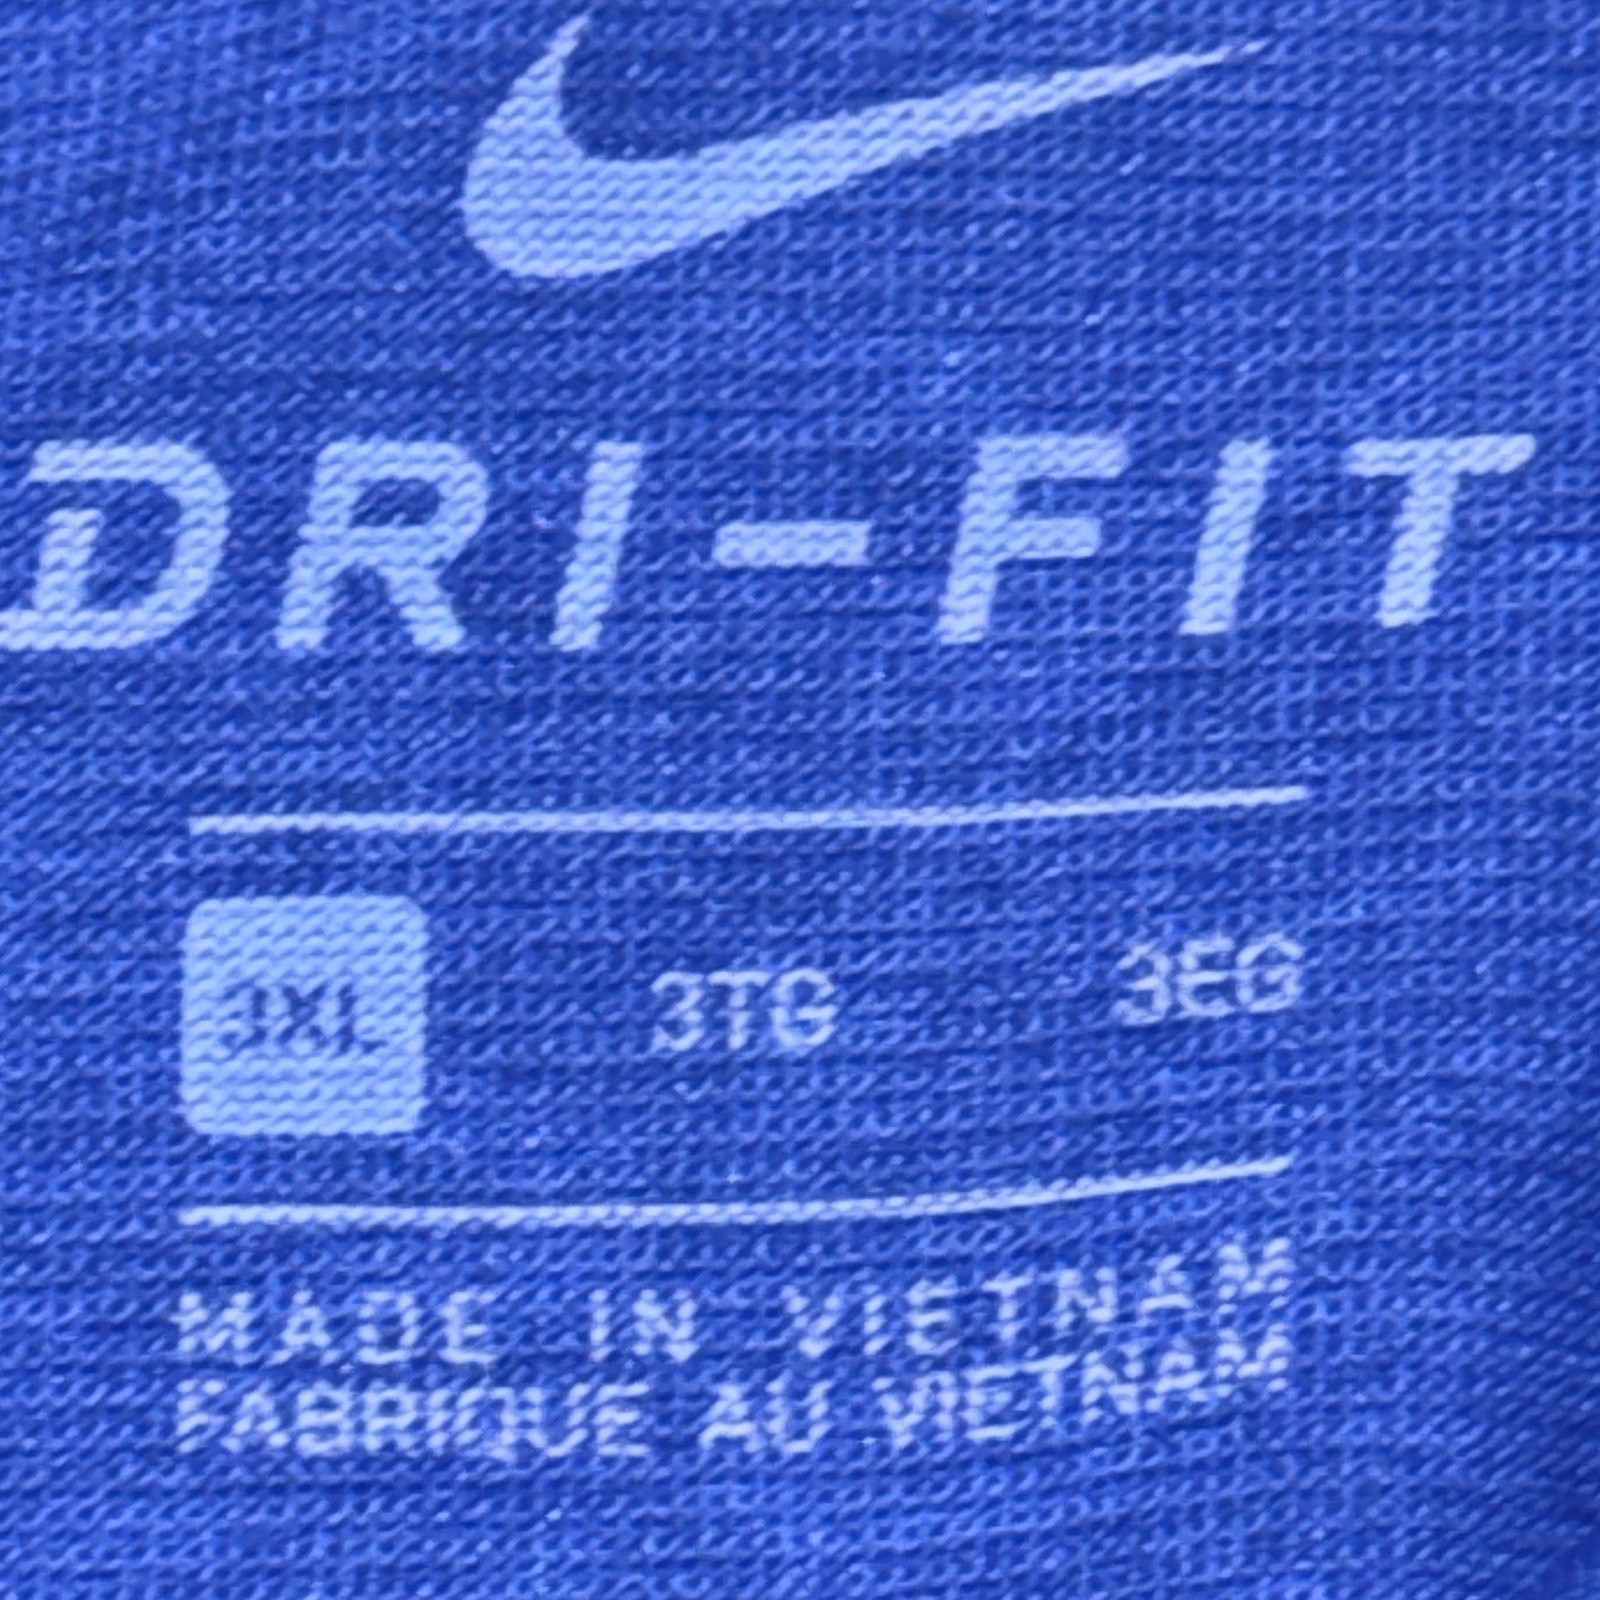 DRI-FIT
3XL 3TG 3EG
MADE IN VIETNAM
FABRIQUE AU VIETNAM